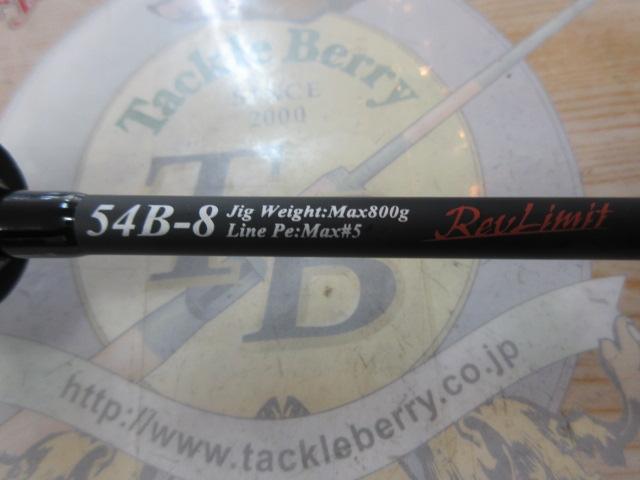 Tackle Berry
SINCE
2000
TB
54B-8 Jig Weight:Max800g
Line Pe:Max#5
RevLimit
http://www.tackleberry.co.jp